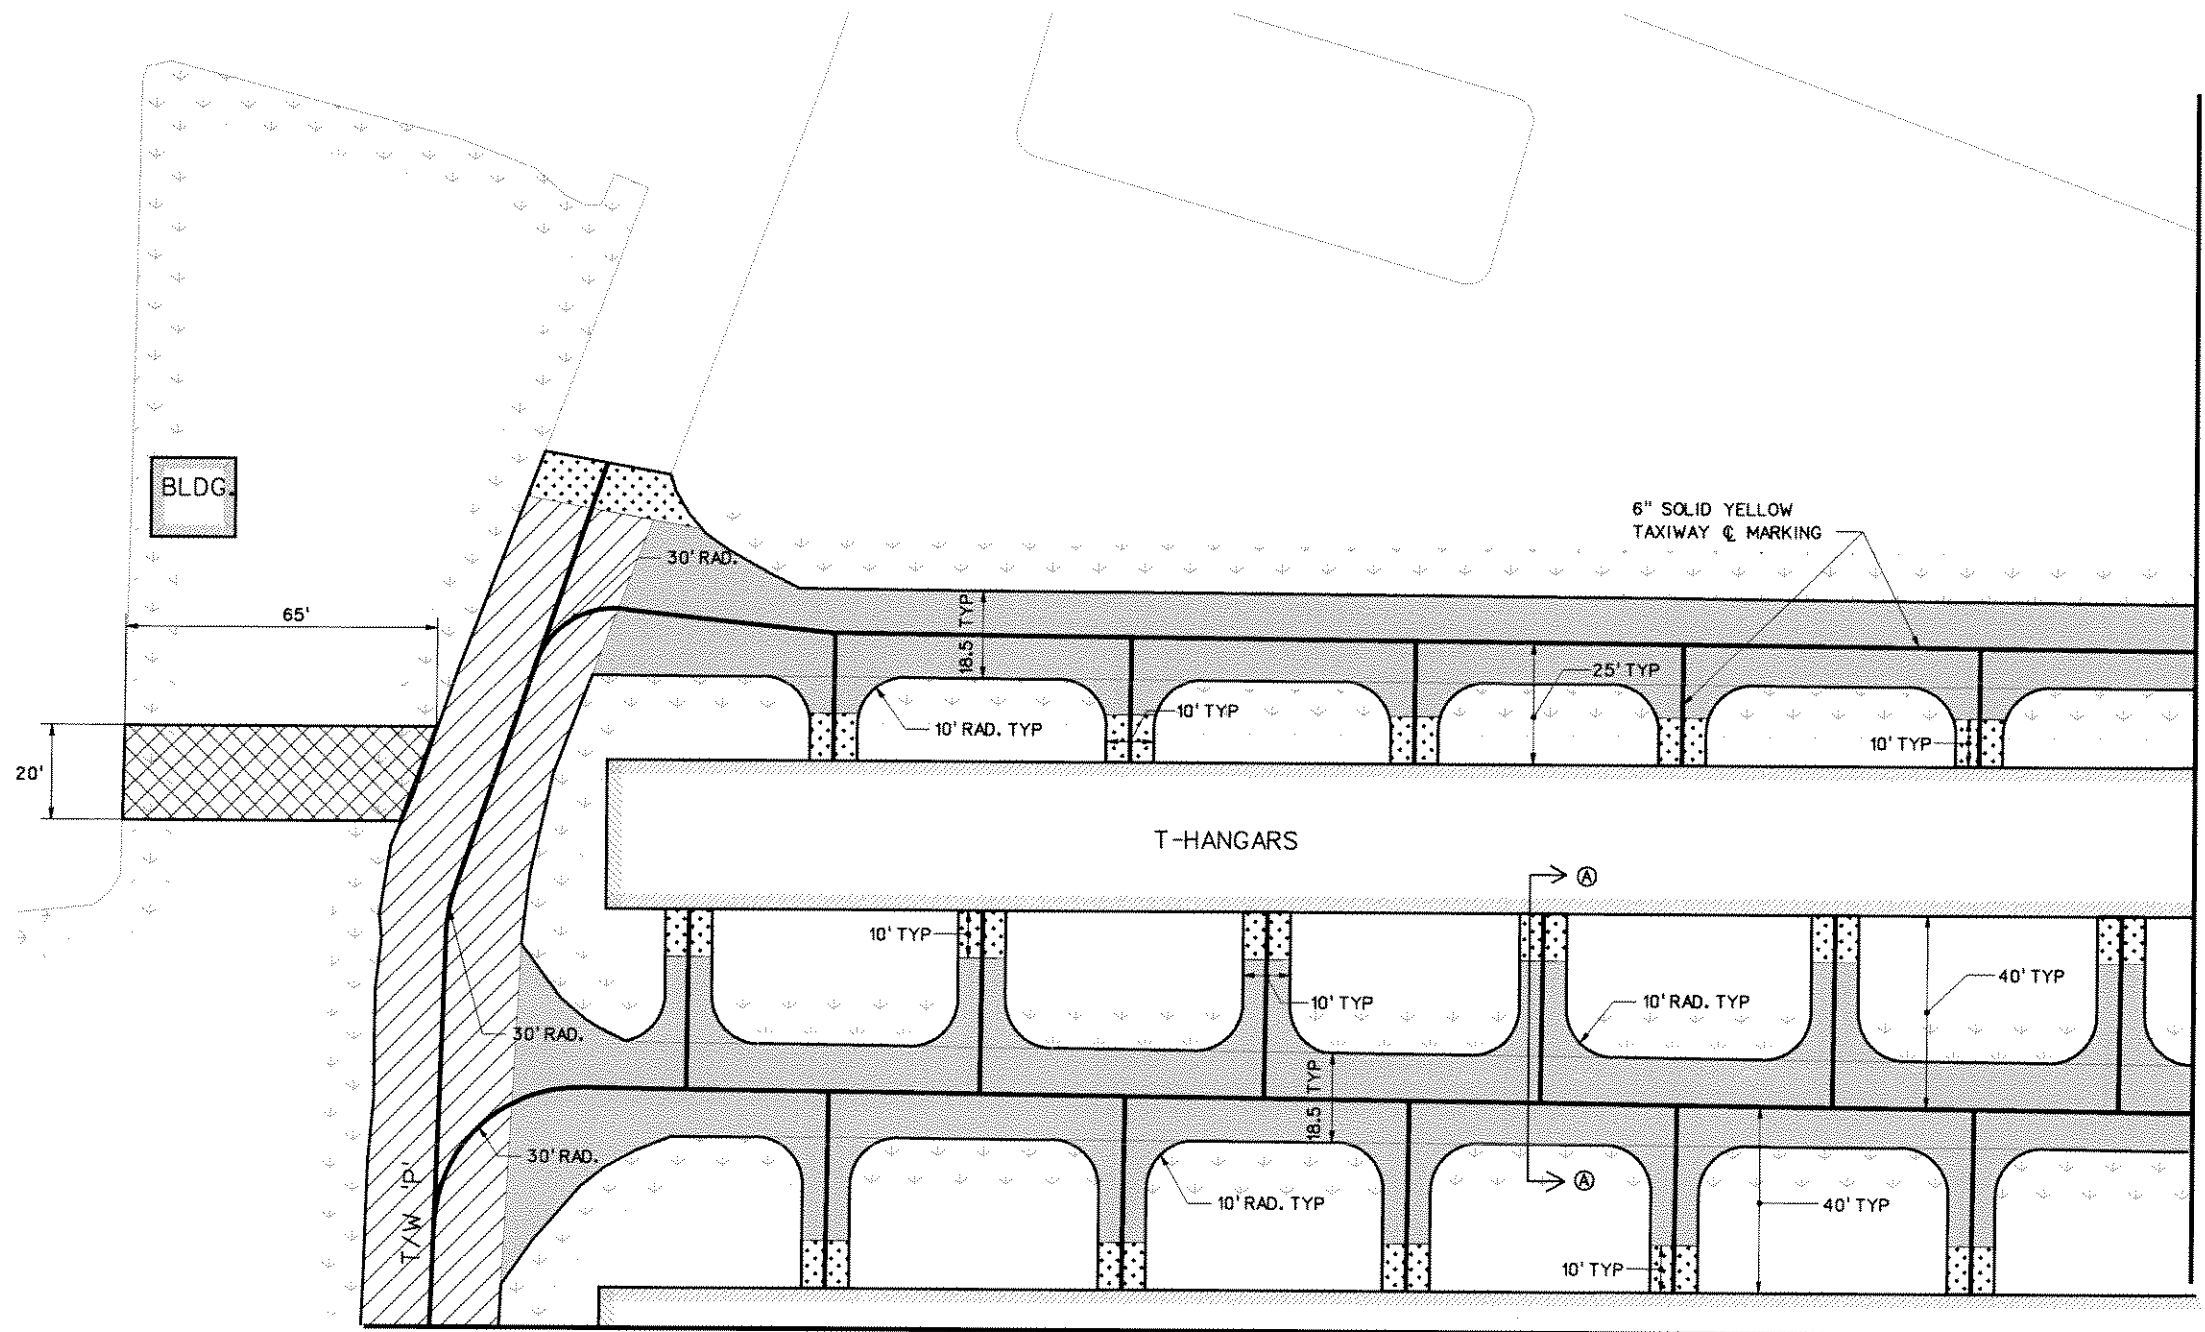 BLDG.
6" SOLID YELLOW
TAXIWAY ℄ MARKING
30' RAD.
65'
18.5 TYP
25' TYP
10' TYP
10' RAD. TYP
10' TYP
20'
T-HANGARS
A
10' TYP
40' TYP
10' TYP
10' RAD. TYP
30' RAD.
18.5 TYP
30' RAD.
A
10' RAD. TYP
40' TYP
T/W 'P'
10' TYP